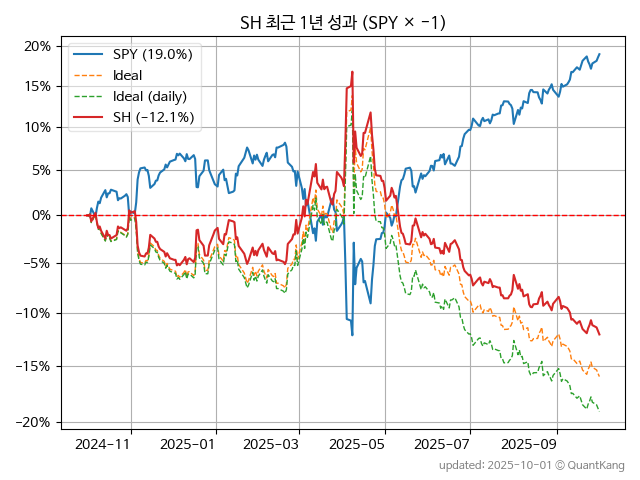 SH 최근 1년 성과 (SPY × −1)
20%
15%
10%
5%
0%
−5%
−10%
−15%
−20%
SPY (19.0%)
Ideal
Ideal (daily)
SH (−12.1%)
2024-11
2025-01
2025-03
2025-05
2025-07
2025-09
updated: 2025-10-01 © QuantKang